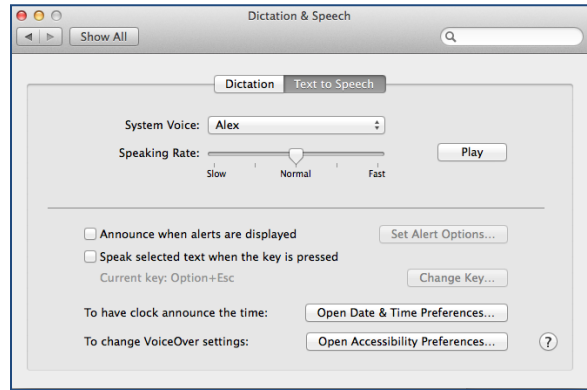 Dictation & Speech
Show All
Dictation Text to Speech
System Voice: Alex
Speaking Rate: Play
Slow Normal Fast
Announce when alerts are displayed Set Alert Options...
Speak selected text when the key is pressed
Current key: Option+Esc Change Key...
To have clock announce the time: Open Date & Time Preferences...
To change VoiceOver settings: Open Accessibility Preferences... ?